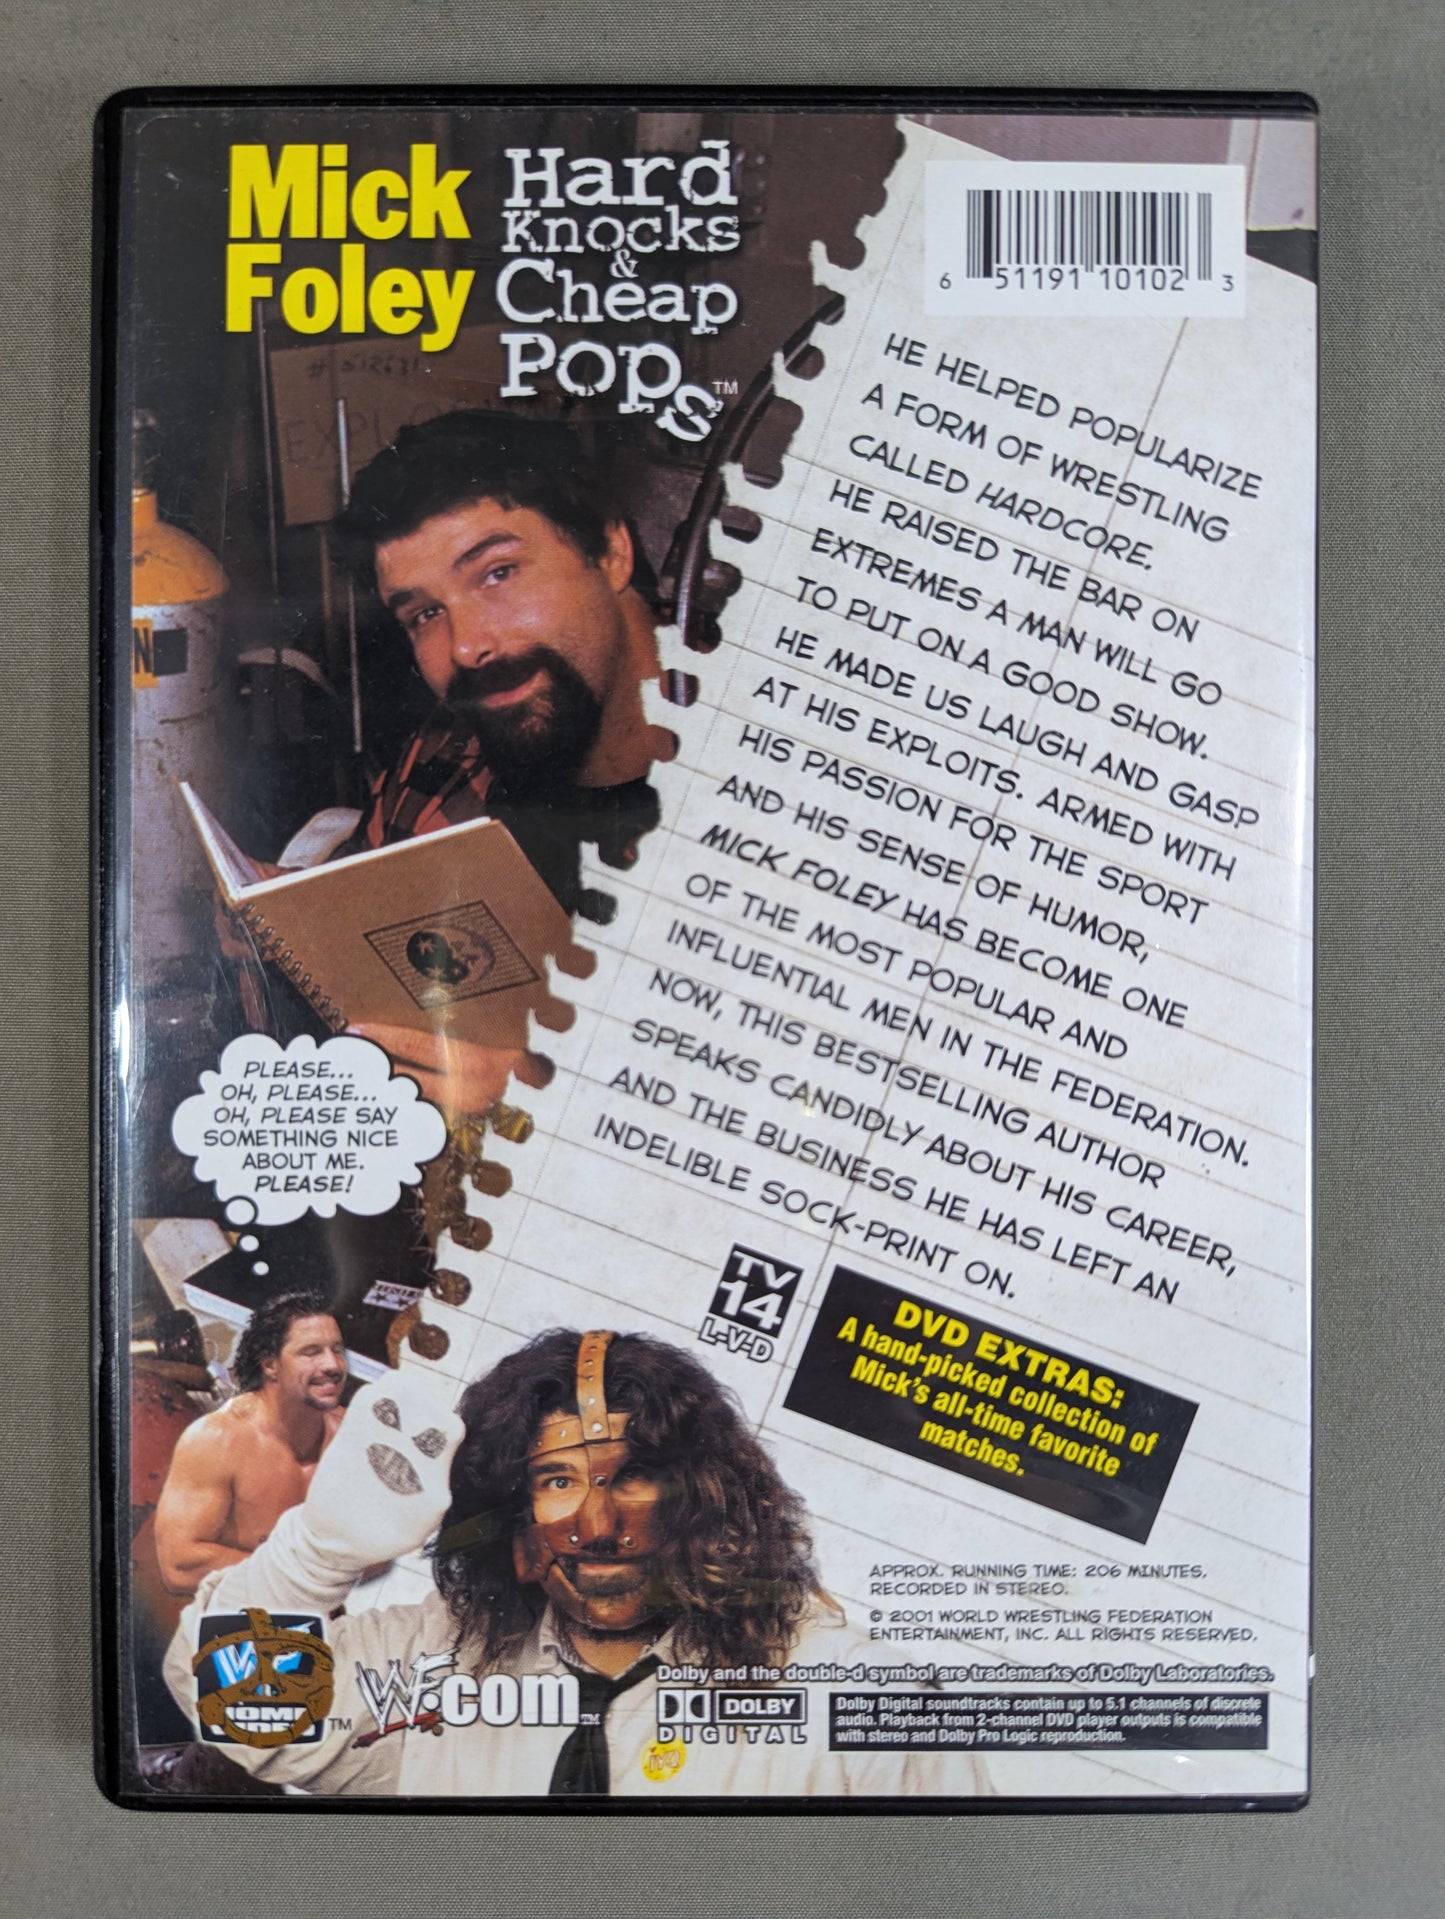 Mick
Foley
Hard
Knocks
&
Cheap
Pops™
6 51191 10102 3
HE HELPED POPULARIZE
A FORM OF WRESTLING
CALLED HARDCORE.
HE RAISED THE BAR ON
EXTREMES A MAN WILL GO
TO PUT ON A GOOD SHOW.
HE MADE US LAUGH AND GASP
AT HIS EXPLOITS. ARMED WITH
HIS PASSION FOR THE SPORT
AND HIS SENSE OF HUMOR,
MICK FOLEY HAS BECOME ONE
OF THE MOST POPULAR AND
INFLUENTIAL MEN IN THE FEDERATION.
NOW, THIS BESTSELLING AUTHOR
SPEAKS CANDIDLY ABOUT HIS CAREER,
AND THE BUSINESS HE HAS LEFT AN
INDELIBLE SOCK-PRINT ON.
PLEASE...
OH, PLEASE...
OH, PLEASE SAY
SOMETHING NICE
ABOUT ME.
PLEASE!
TV
14
L-V-D
DVD EXTRAS:
A hand-picked collection of
Mick's all-time favorite
matches.
APPROX. RUNNING TIME: 206 MINUTES.
RECORDED IN STEREO.
© 2001 WORLD WRESTLING FEDERATION
ENTERTAINMENT, INC. ALL RIGHTS RESERVED.
HOME
VIDEO™
WF.com™
Dolby and the double-d symbol are trademarks of Dolby Laboratories.
DOLBY
DIGITAL
Dolby Digital soundtracks contain up to 5.1 channels of discrete
audio. Playback from 2-channel DVD player outputs is compatible
with stereo and Dolby Pro Logic reproduction.